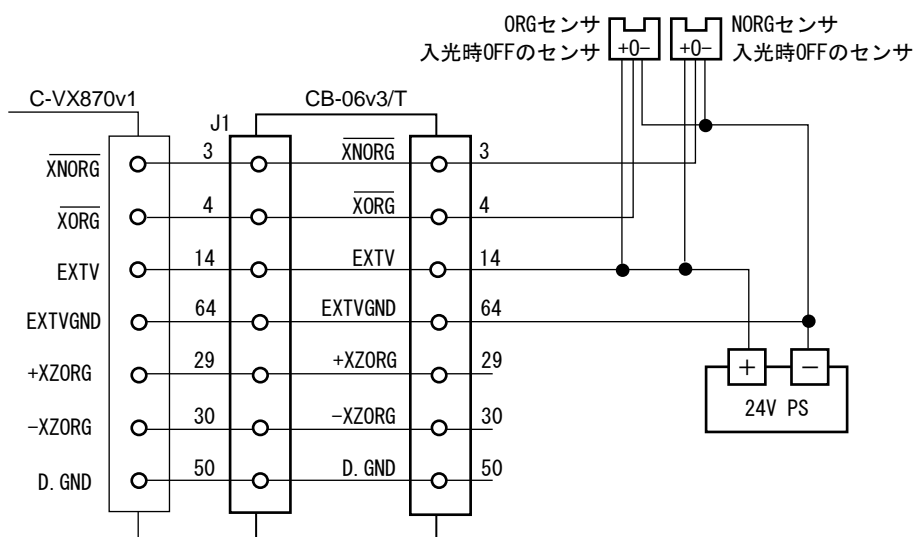 ORGセンサ
入光時OFFのセンサ
+O-
+O-
NORGセンサ
入光時OFFのセンサ
C-VX870v1
J1
CB-06v3/T
XNORG 3 XNORG 3
XORG 4 XORG 4
EXTV 14 EXTV 14
EXTVGND 64 EXTVGND 64
+XZORG 29 +XZORG 29
-XZORG 30 -XZORG 30
D.GND 50 D.GND 50
+ -
24V PS